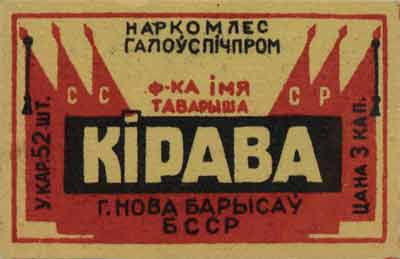 НАРКОМЛЕС
ГАЛОЎСПІЧПРОМ
С С
С Р
Ф-КА ІМЯ
ТАВАРЫША
КІРАВА
У КАР. 52 ШТ.
ЦАНА 3 КАП.
Г. НОВА БАРЫСАЎ
БССР